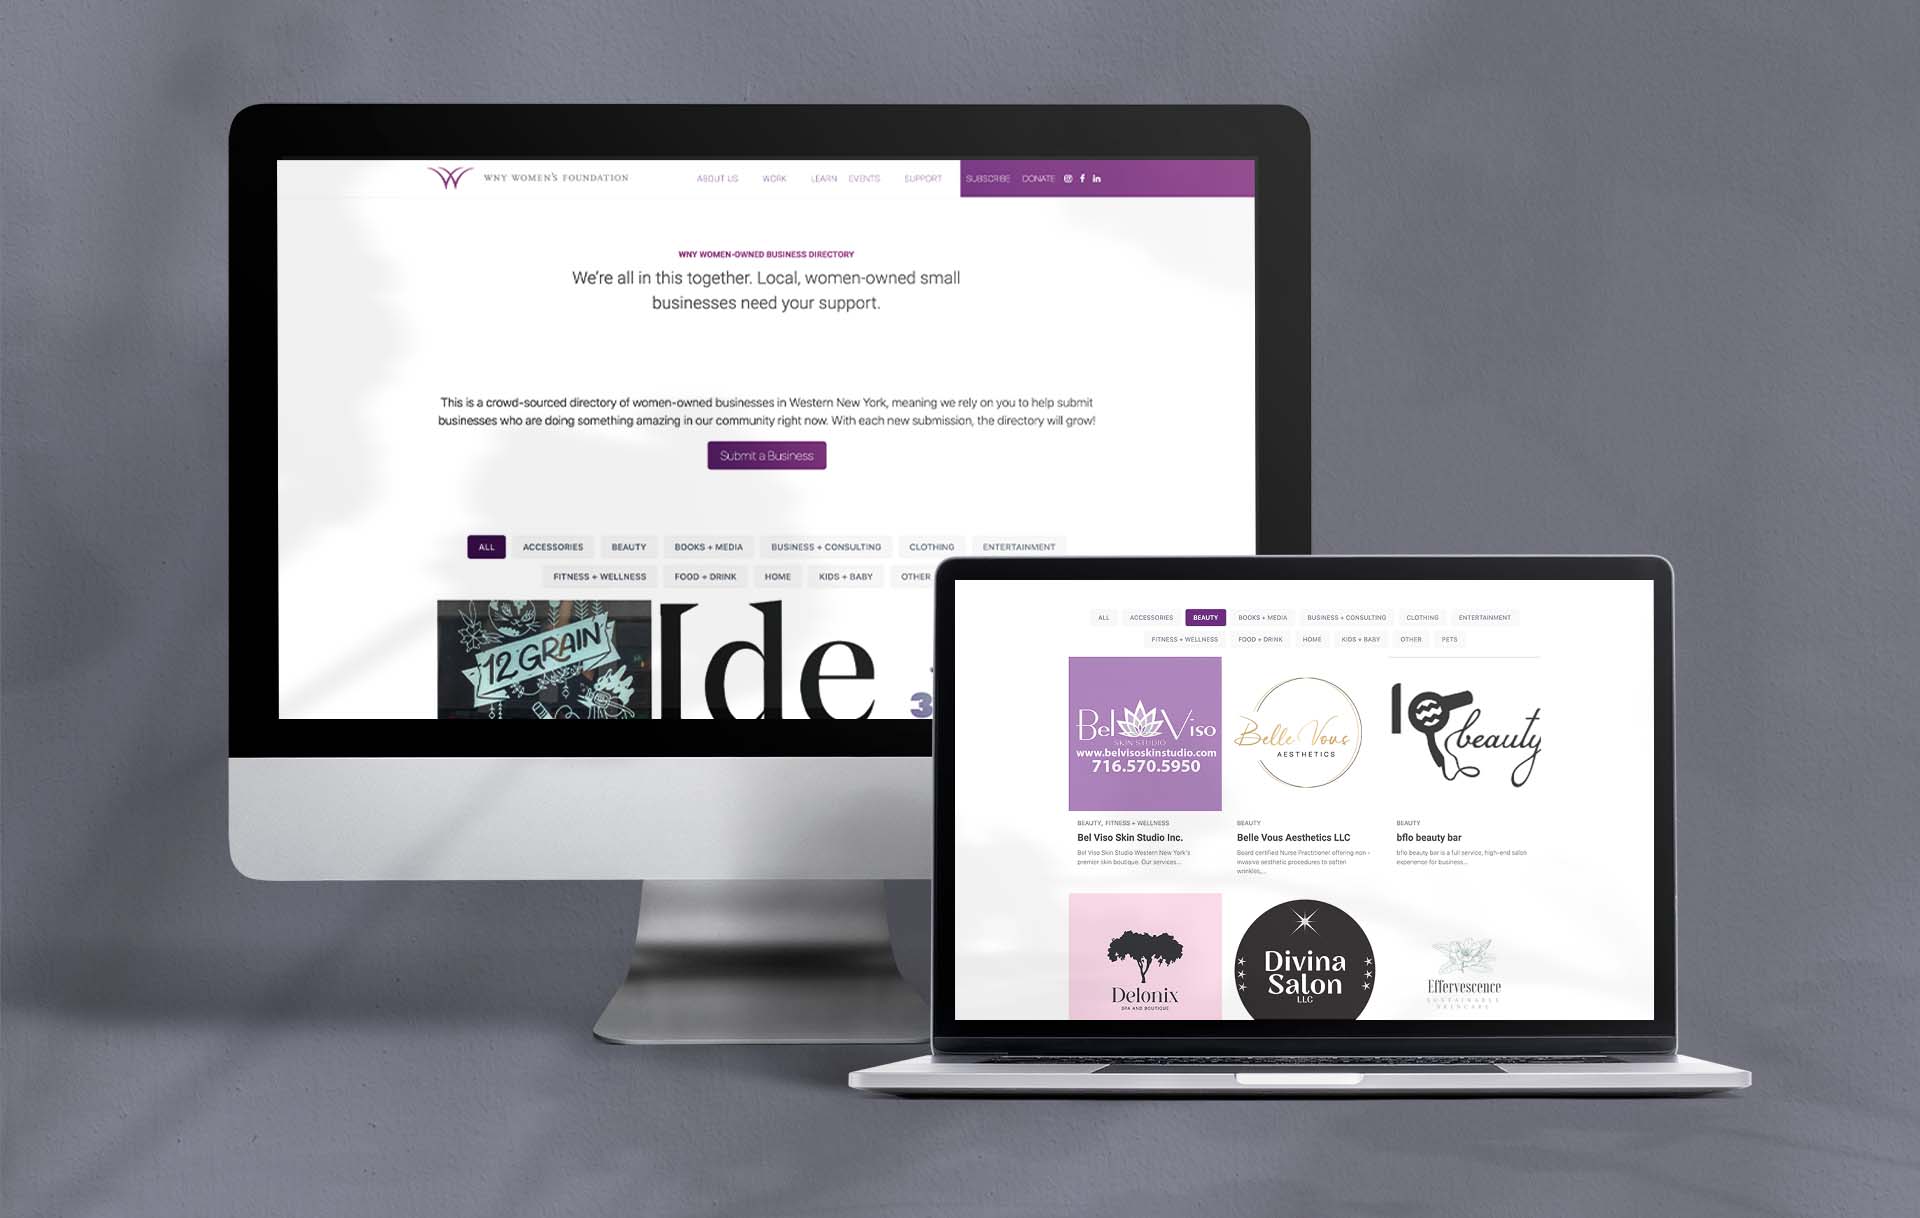 WNY WOMEN'S FOUNDATION
ABOUT US WORK LEARN EVENTS SUPPORT SUBSCRIBE DONATE
WNY WOMEN-OWNED BUSINESS DIRECTORY
We're all in this together. Local, women-owned small
businesses need your support.
This is a crowd-sourced directory of women-owned businesses in Western New York, meaning we rely on you to help submit
businesses who are doing something amazing in our community right now. With each new submission, the directory will grow!
Submit a Business
ALL ACCESSORIES BEAUTY BOOKS + MEDIA BUSINESS + CONSULTING CLOTHING ENTERTAINMENT
FITNESS + WELLNESS FOOD + DRINK HOME KIDS + BABY OTHER
12 GRAIN
Ide
3
ALL ACCESSORIES BEAUTY BOOKS + MEDIA BUSINESS + CONSULTING CLOTHING ENTERTAINMENT
FITNESS + WELLNESS FOOD + DRINK HOME KIDS + BABY OTHER PETS
Bel Viso
SKIN STUDIO
www.belvisoskinstudio.com
716.570.5950
Belle Vous
AESTHETICS
beauty
BEAUTY, FITNESS + WELLNESS
Bel Viso Skin Studio Inc.
Bel Viso Skin Studio Western New York's
premier skin boutique. Our services...
BEAUTY
Belle Vous Aesthetics LLC
Board certified Nurse Practitioner offering non-
invasive aesthetic procedures to soften
wrinkles,...
BEAUTY
bflo beauty bar
bflo beauty bar is a full service, high-end salon
experience for business...
Delonix
SPA AND BOUTIQUE
Divina
Salon
LLC
Effervescence
SUSTAINABLE
SKINCARE